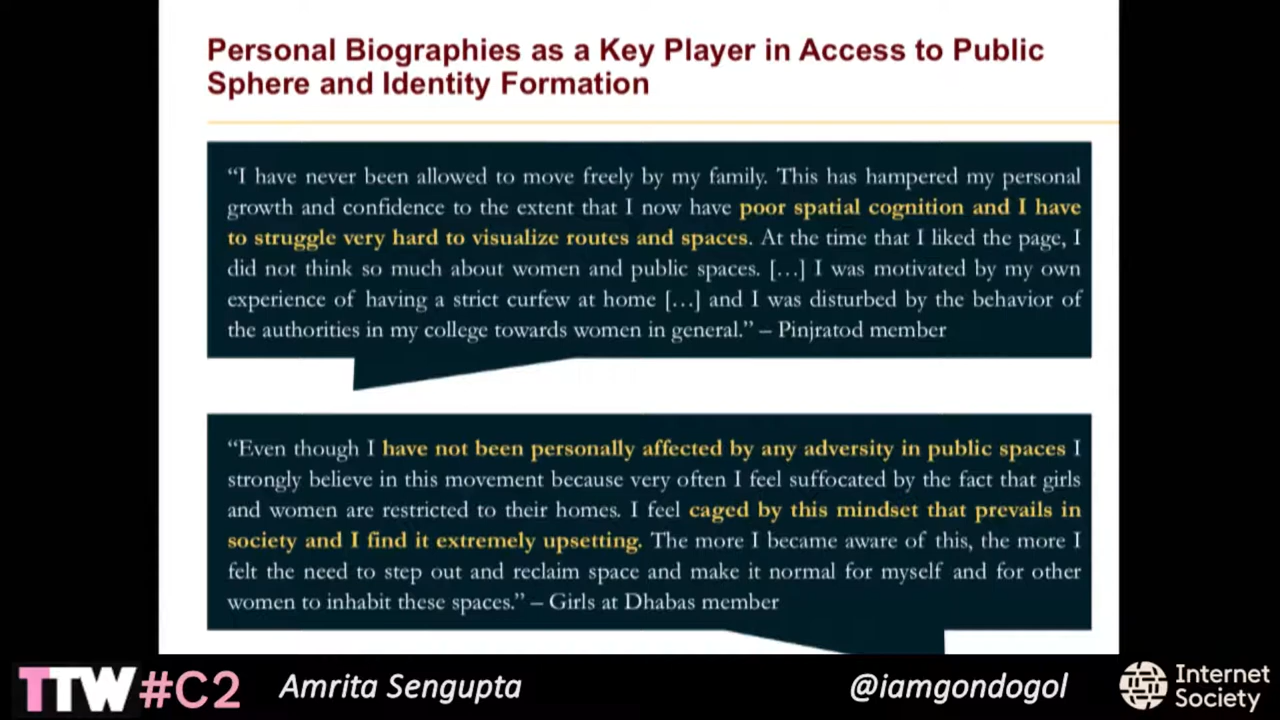 Personal Biographies as a Key Player in Access to Public
Sphere and Identity Formation
“I have never been allowed to move freely by my family. This has hampered my personal
growth and confidence to the extent that I now have poor spatial cognition and I have
to struggle very hard to visualize routes and spaces. At the time that I liked the page, I
did not think so much about women and public spaces. […] I was motivated by my own
experience of having a strict curfew at home […] and I was disturbed by the behavior of
the authorities in my college towards women in general.” – Pinjratod member
“Even though I have not been personally affected by any adversity in public spaces I
strongly believe in this movement because very often I feel suffocated by the fact that girls
and women are restricted to their homes. I feel caged by this mindset that prevails in
society and I find it extremely upsetting. The more I became aware of this, the more I
felt the need to step out and reclaim space and make it normal for myself and for other
women to inhabit these spaces.” – Girls at Dhabas member
TTW#C2
Amrita Sengupta
@iamgondogol
Internet
Society